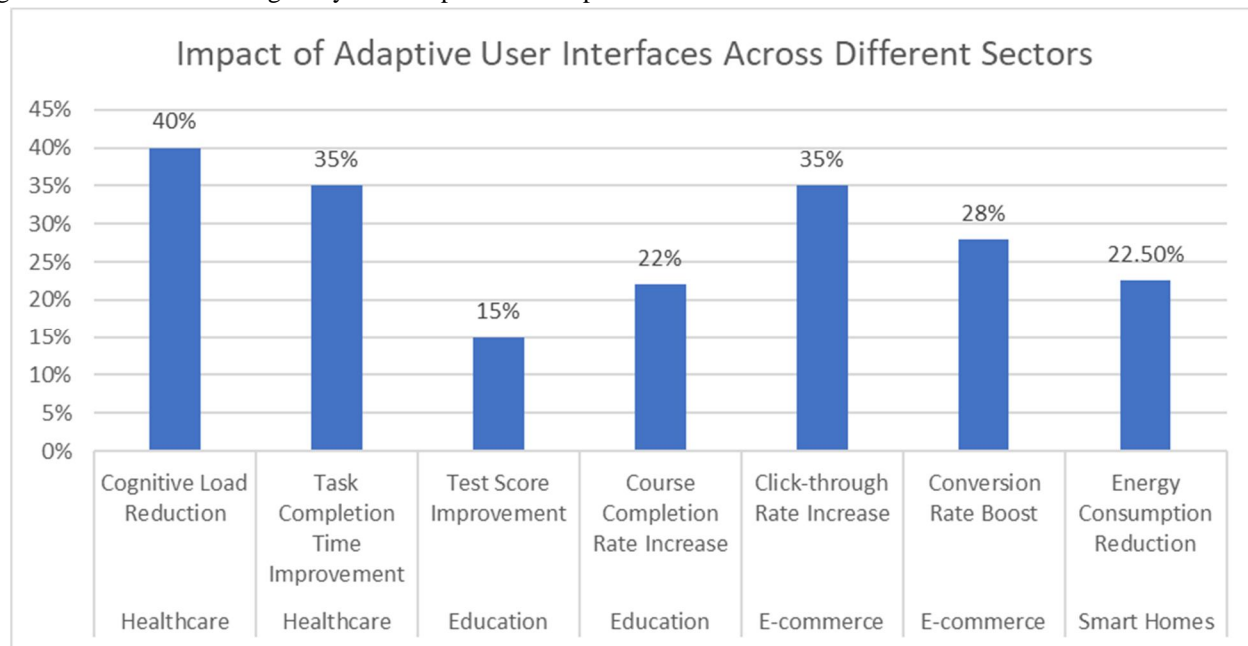 Impact of Adaptive User Interfaces Across Different Sectors
45%
40%
35%
30%
25%
20%
15%
10%
5%
0%
40%
35%
15%
22%
35%
28%
22.50%
Cognitive Load
Reduction
Task
Completion
Time
Improvement
Test Score
Improvement
Course
Completion
Rate Increase
Click-through
Rate Increase
Conversion
Rate Boost
Energy
Consumption
Reduction
Healthcare
Healthcare
Education
Education
E-commerce
E-commerce
Smart Homes